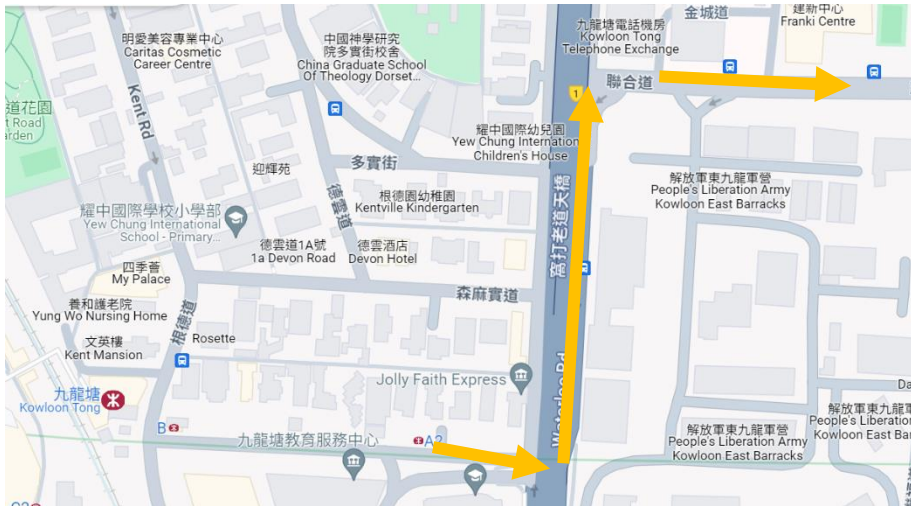 九龍塘電話機房
Kowloon Tong
Telephone Exchange
金城道
建新中心
Franki Centre
明愛美容專業中心
Caritas Cosmetic
Career Centre
中國神學研究
院多實街校舍
China Graduate School
Of Theology Dorset...
Kent Rd
道花園
t Road
arden
1
聯合道
耀中國際幼兒園
Yew Chung Internation
Children's House
迎輝苑
多實街
解放軍東九龍軍營
People's Liberation Army
Kowloon East Barracks
根德園幼稚園
Kentville Kindergarten
德雲道
耀中國際學校小學部
Yew Chung International
School - Primary...
窩打老道天橋
德雲道1A號
1a Devon Road
德雲酒店
Devon Hotel
四季薈
My Palace
森麻實道
養和護老院
Yung Wo Nursing Home
根德道
Rosette
文英樓
Kent Mansion
Jolly Faith Express
Waterloo Rd
九龍塘
Kowloon Tong
Da
解放軍東九龍軍營
People's Liberation Army
Kowloon East Barracks
解放軍東九龍軍
People's Liberation
Kowloon East Bar
B
九龍塘教育服務中心
A2